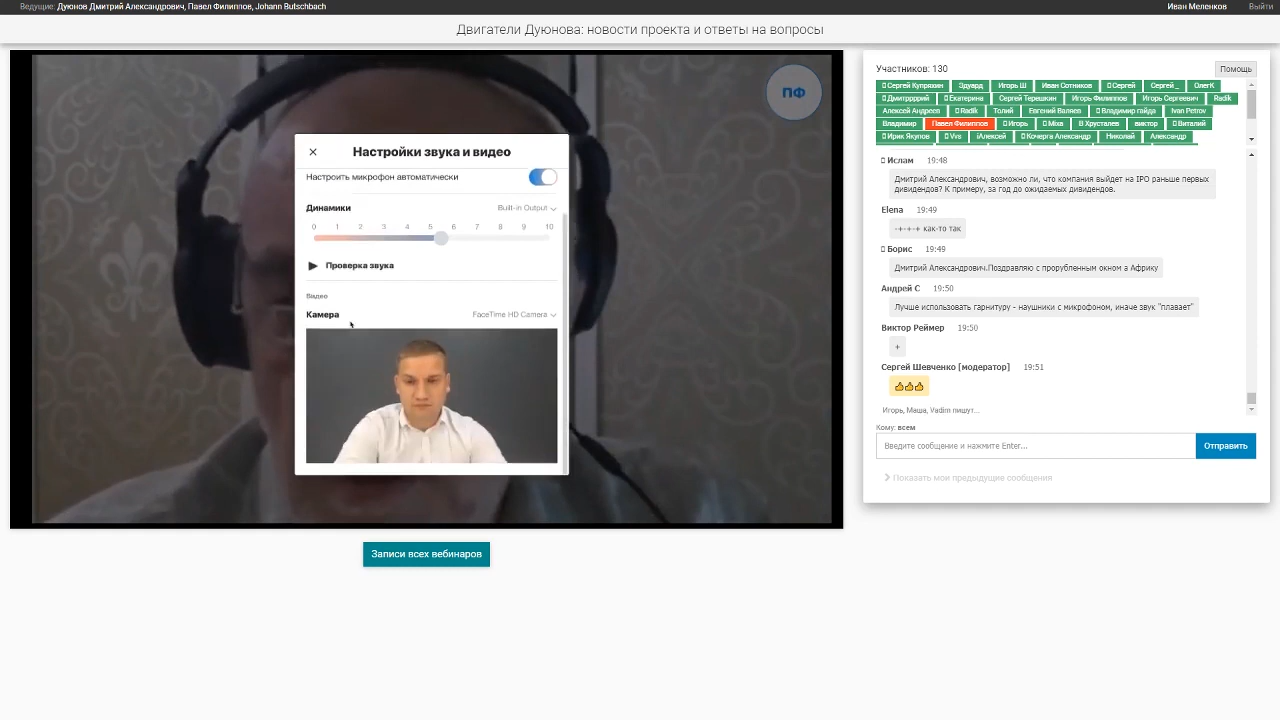 Ведущие: Дуюнов Дмитрий Александрович, Павел Филиппов, Johann Butschbach
Иван Меленков
Выйти
Двигатели Дуюнова: новости проекта и ответы на вопросы
ПФ
Настройки звука и видео
Настроить микрофон автоматически
Динамики
Built-in Output
0 1 2 3 4 5 6 7 8 9 10
Проверка звука
Видео
Камера
FaceTime HD Camera
Записи всех вебинаров
Участников: 130
Помощь
Сергей Купряхин Эдуард Игорь Ш Иван Сотников Сергей Сергей_ ОлегК
Дмитррррий Екатерина Сергей Терешкин Игорь Филиппов Игорь Сергеевич Radik
Алексей Андреев Radik Толий Евгений Валяев Владимир гайда Ivan Petrov
Владимир Павел Филиппов Игорь Міха В Хрусталев виктор Виталий
Ирик Якупов Vvs iАлексей Кочерга Александр Николай Александр
Ислам 19:48
Дмитрий Александрович, возможно ли, что компания выйдет на IPO раньше первых
дивидендов? К примеру, за год до ожидаемых дивидендов.
Elena 19:49
-+-+-+ как-то так
Борис 19:49
Дмитрий Александрович.Поздравляю с прорубленным окном а Африку
Андрей С 19:50
Лучше использовать гарнитуру - наушники с микрофоном, иначе звук "плавает"
Виктор Реймер 19:50
+
Сергей Шевченко [модератор] 19:51
Игорь, Маша, Vadim пишут...
Кому: всем
Введите сообщение и нажмите Enter...
Отправить
Показать мои предыдущие сообщения